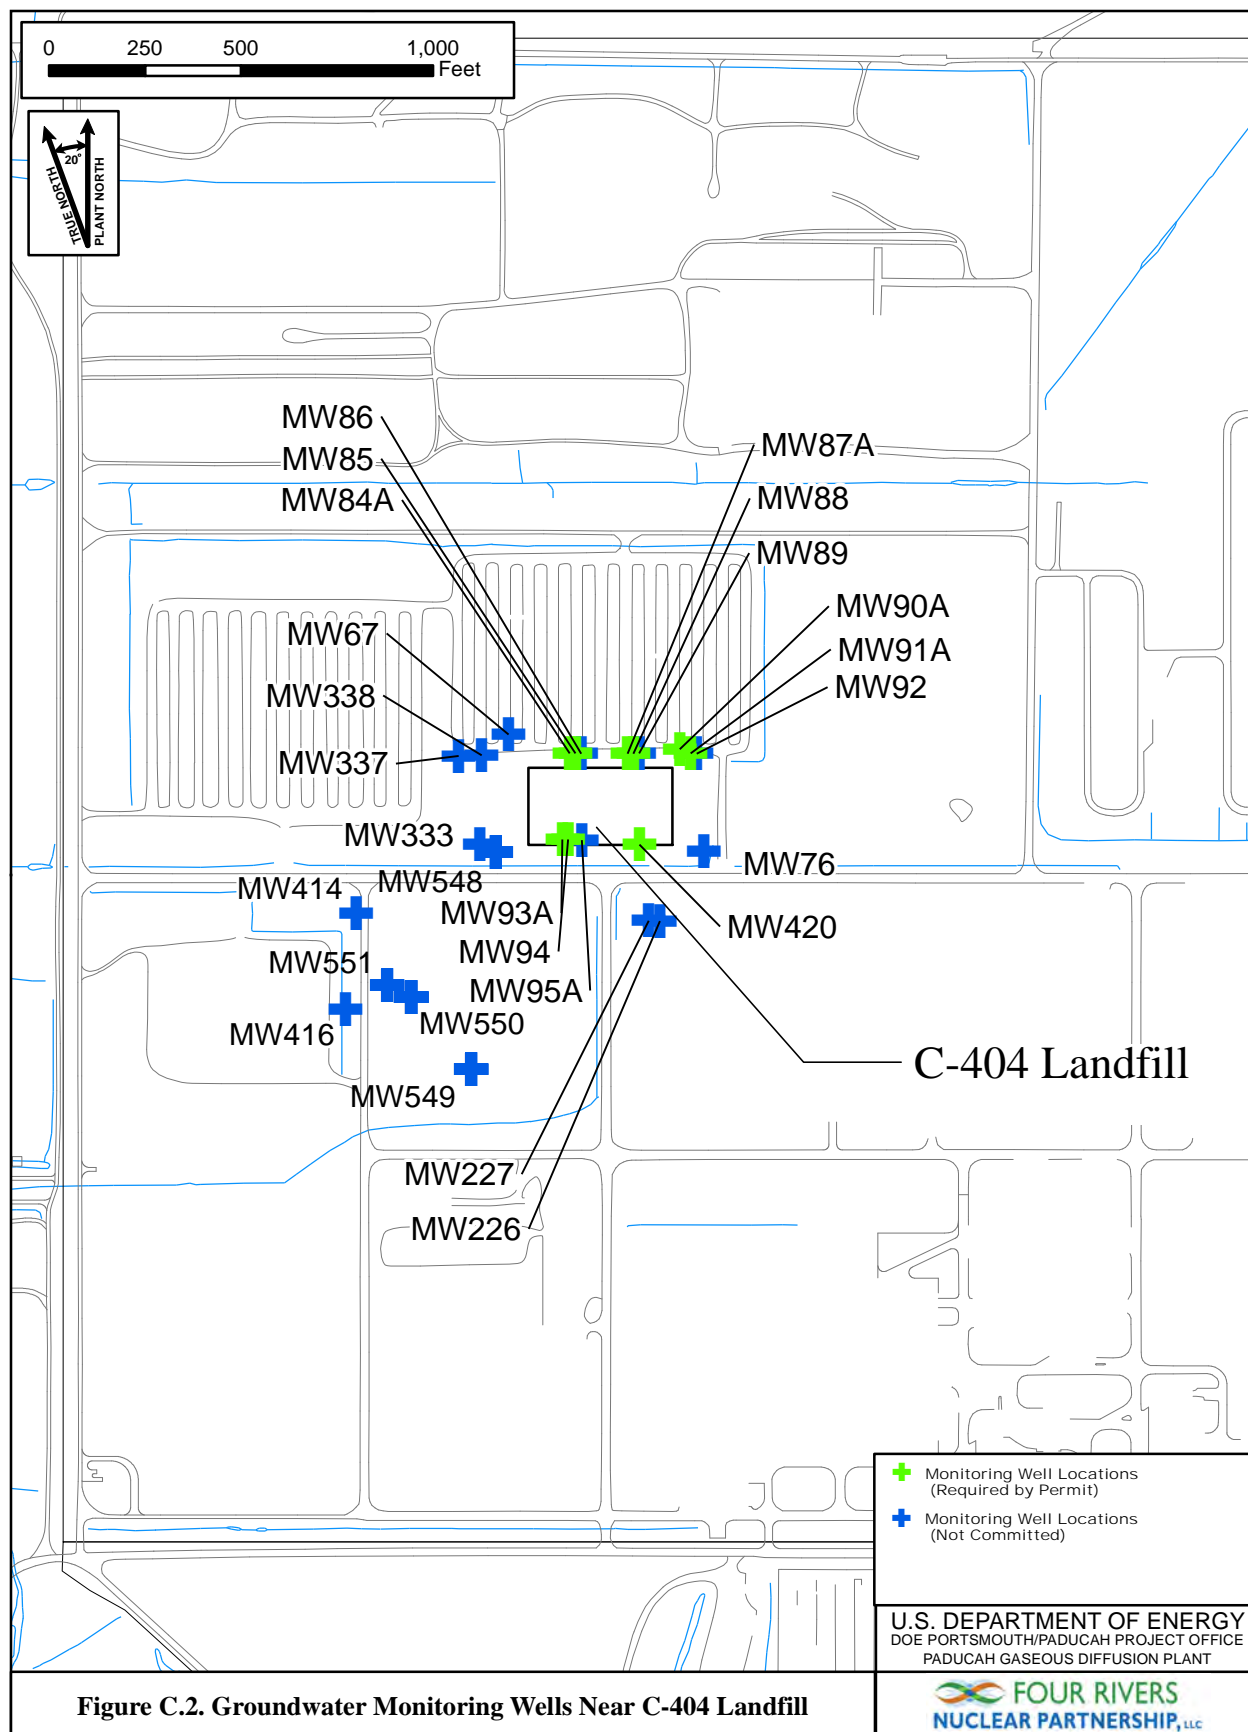 0 250 500 1,000
Feet
20°
TRUE NORTH
PLANT NORTH
MW86
MW85
MW84A
MW87A
MW88
MW89
MW90A
MW91A
MW92
MW67
MW338
MW337
MW333
MW548
MW414
MW93A
MW94
MW95A
MW76
MW420
MW551
MW550
MW416
MW549
C-404 Landfill
MW227
MW226
Monitoring Well Locations
(Required by Permit)
Monitoring Well Locations
(Not Committed)
U.S. DEPARTMENT OF ENERGY
DOE PORTSMOUTH/PADUCAH PROJECT OFFICE
PADUCAH GASEOUS DIFFUSION PLANT
Figure C.2. Groundwater Monitoring Wells Near C-404 Landfill
FOUR RIVERS
NUCLEAR PARTNERSHIP, LLC